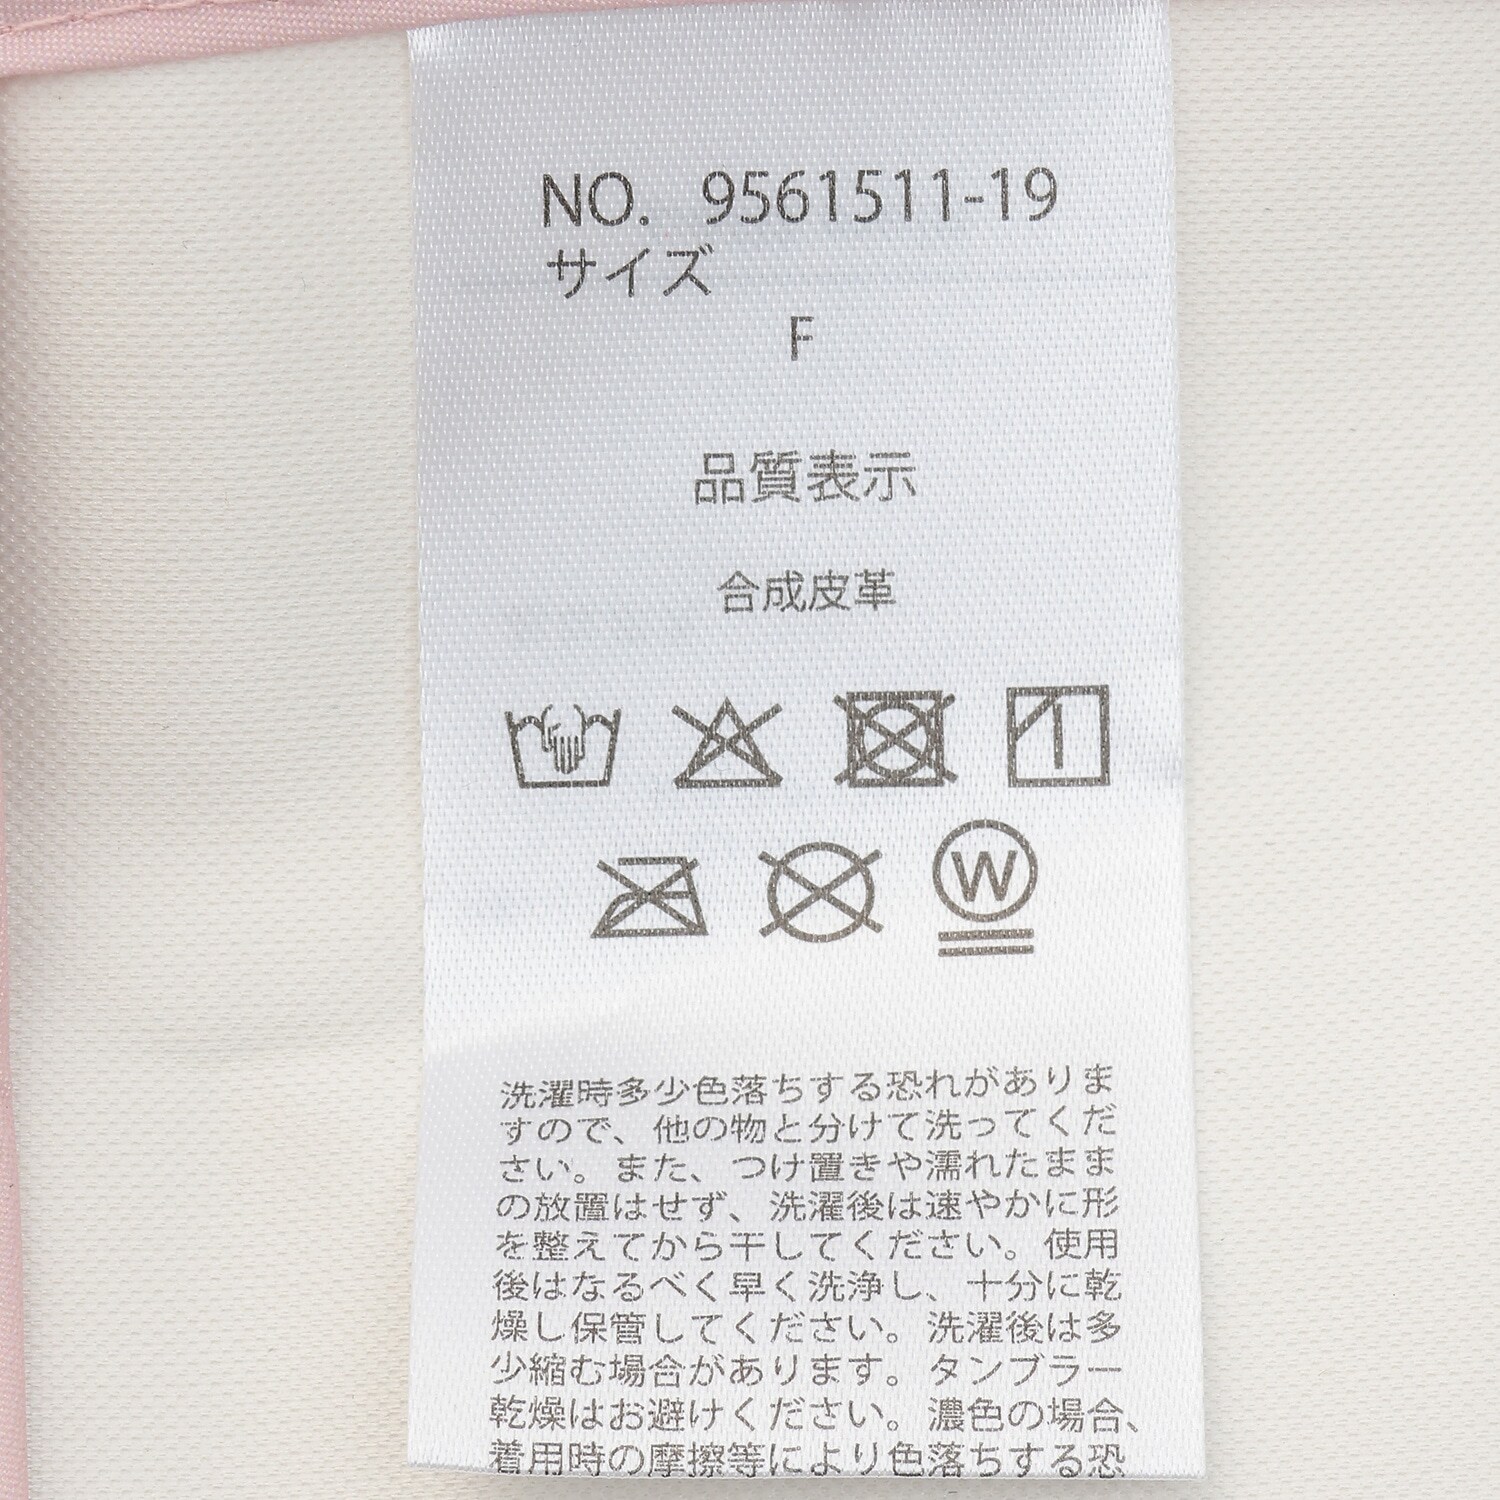 NO. 9561511-19
サイズ
F
品質表示
合成皮革
W
洗濯時多少色落ちする恐れがありま
すので、他の物と分けて洗ってくだ
さい。また、つけ置きや濡れたまま
の放置はせず、洗濯後は速やかに形
を整えてから干してください。使用
後はなるべく早く洗浄し、十分に乾
燥し保管してください。洗濯後は多
少縮む場合があります。タンブラー
乾燥はお避けください。濃色の場合、
着用時の摩擦等により色落ちする恐